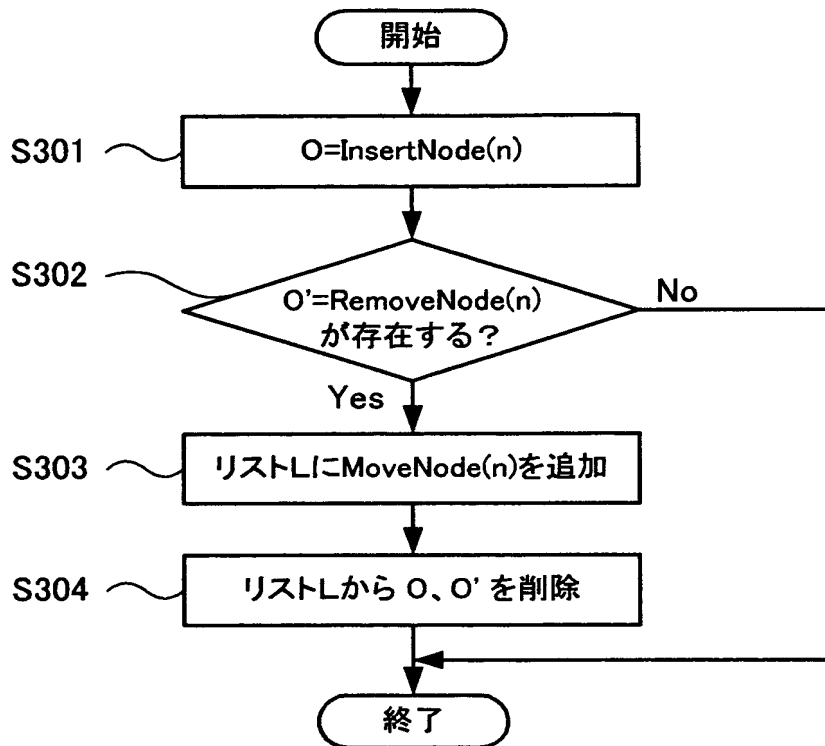 開始
S301
O=InsertNode(n)
S302
O'=RemoveNode(n)
が存在する?
No
Yes
S303
リストLにMoveNode(n)を追加
S304
リストLから O、O' を削除
終了